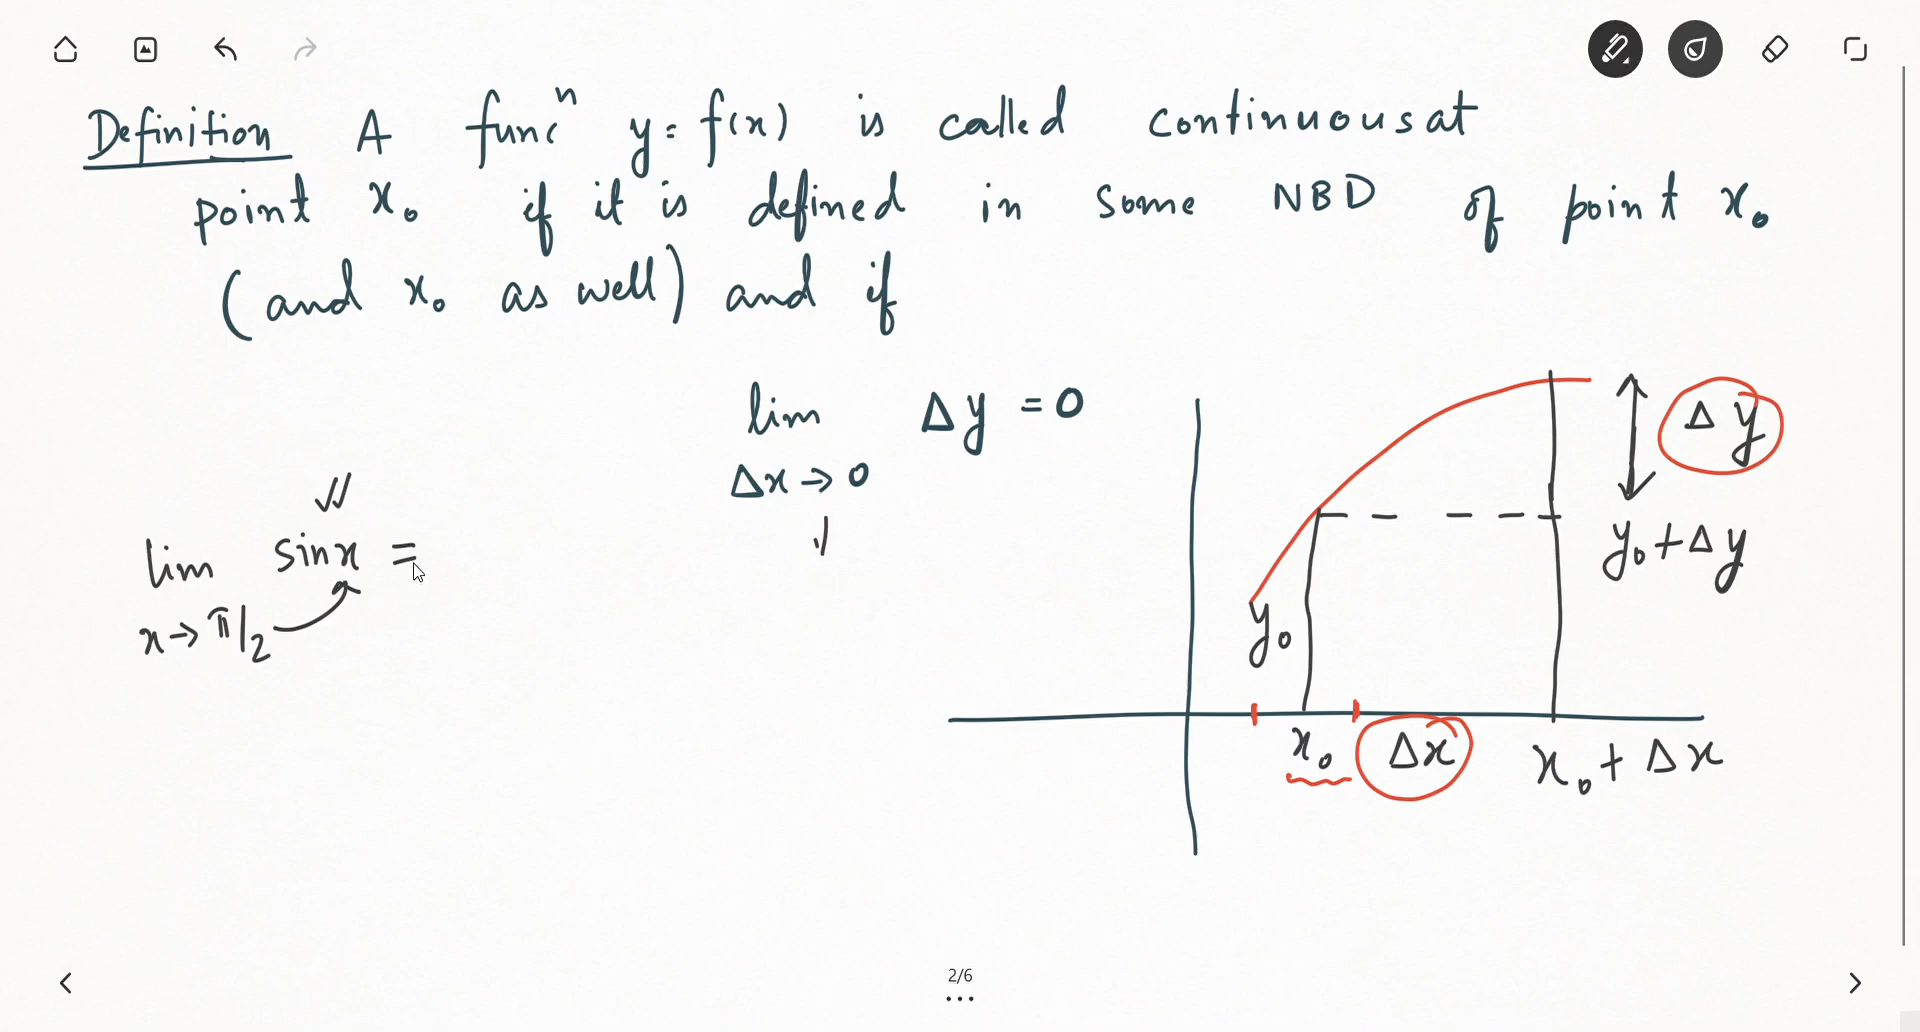 Definition A funcⁿ y = f(x) is called continuous at
point x₀ if it is defined in some NBD of point x₀
(and x₀ as well) and if
lim Δy = 0
Δx → 0
lim sinx =
x → π/2
Δy
y₀ + Δy
y₀
x₀ Δx x₀ + Δx
2/6